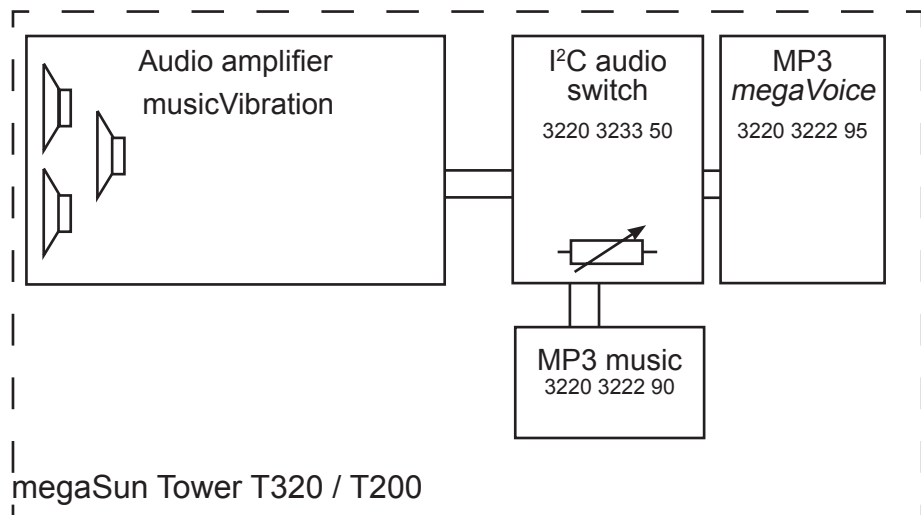 Audio amplifier
musicVibration
I²C audio
switch
3220 3233 50
MP3
megaVoice
3220 3222 95
MP3 music
3220 3222 90
megaSun Tower T320 / T200